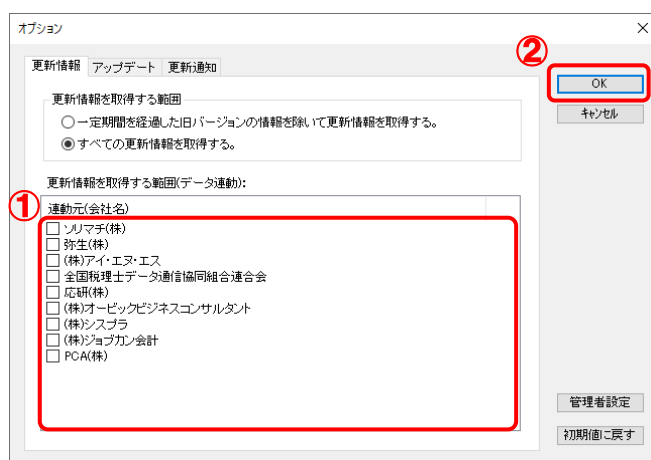 オプション
②
更新情報 アップデート 更新通知
OK
キャンセル
更新情報を取得する範囲
一定期間を経過した旧バージョンの情報を除いて更新情報を取得する。
すべての更新情報を取得する。
更新情報を取得する範囲(データ連動):
①
連動元(会社名)
ソリマチ(株)
弥生(株)
(株)アイ・エヌ・エス
全国税理士データ通信協同組合連合会
応研(株)
(株)オービックビジネスコンサルタント
(株)シスプラ
(株)ジョブカン会計
PCA(株)
管理者設定
初期値に戻す